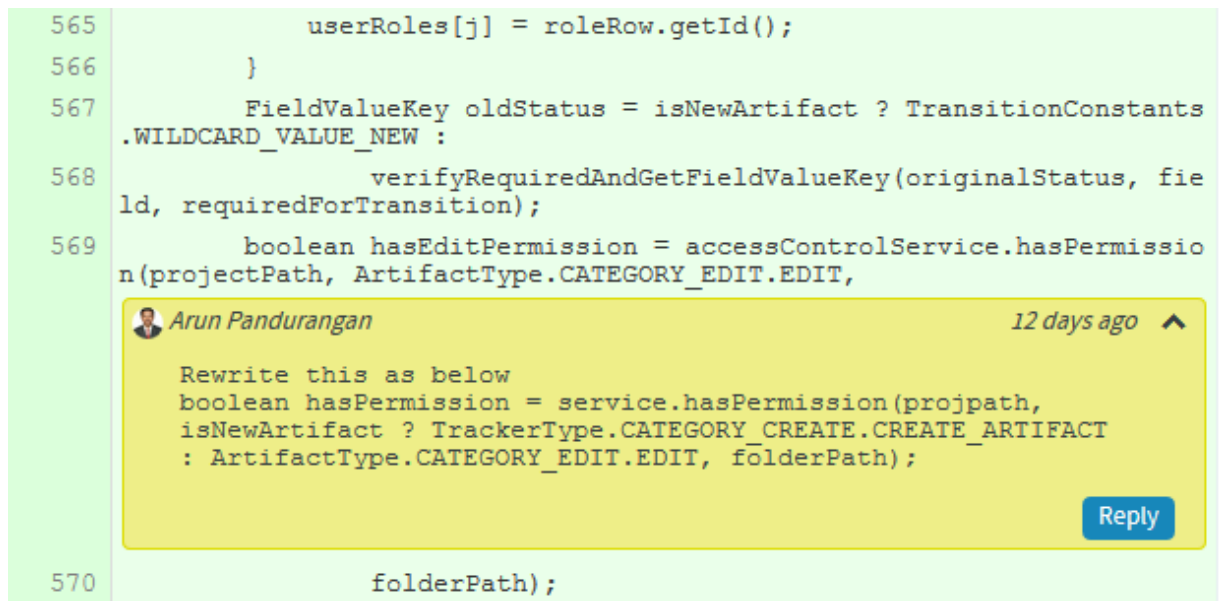 565 userRoles[j] = roleRow.getId();
566 }
567 FieldValueKey oldStatus = isNewArtifact ? TransitionConstants
.WILDCARD_VALUE_NEW :
568 verifyRequiredAndGetFieldValueKey(originalStatus, fie
ld, requiredForTransition);
569 boolean hasEditPermission = accessControlService.hasPermissio
n(projectPath, ArtifactType.CATEGORY_EDIT.EDIT,
Arun Pandurangan 12 days ago
Rewrite this as below
boolean hasPermission = service.hasPermission(projpath,
isNewArtifact ? TrackerType.CATEGORY_CREATE.CREATE_ARTIFACT
: ArtifactType.CATEGORY_EDIT.EDIT, folderPath);
Reply
570 folderPath);